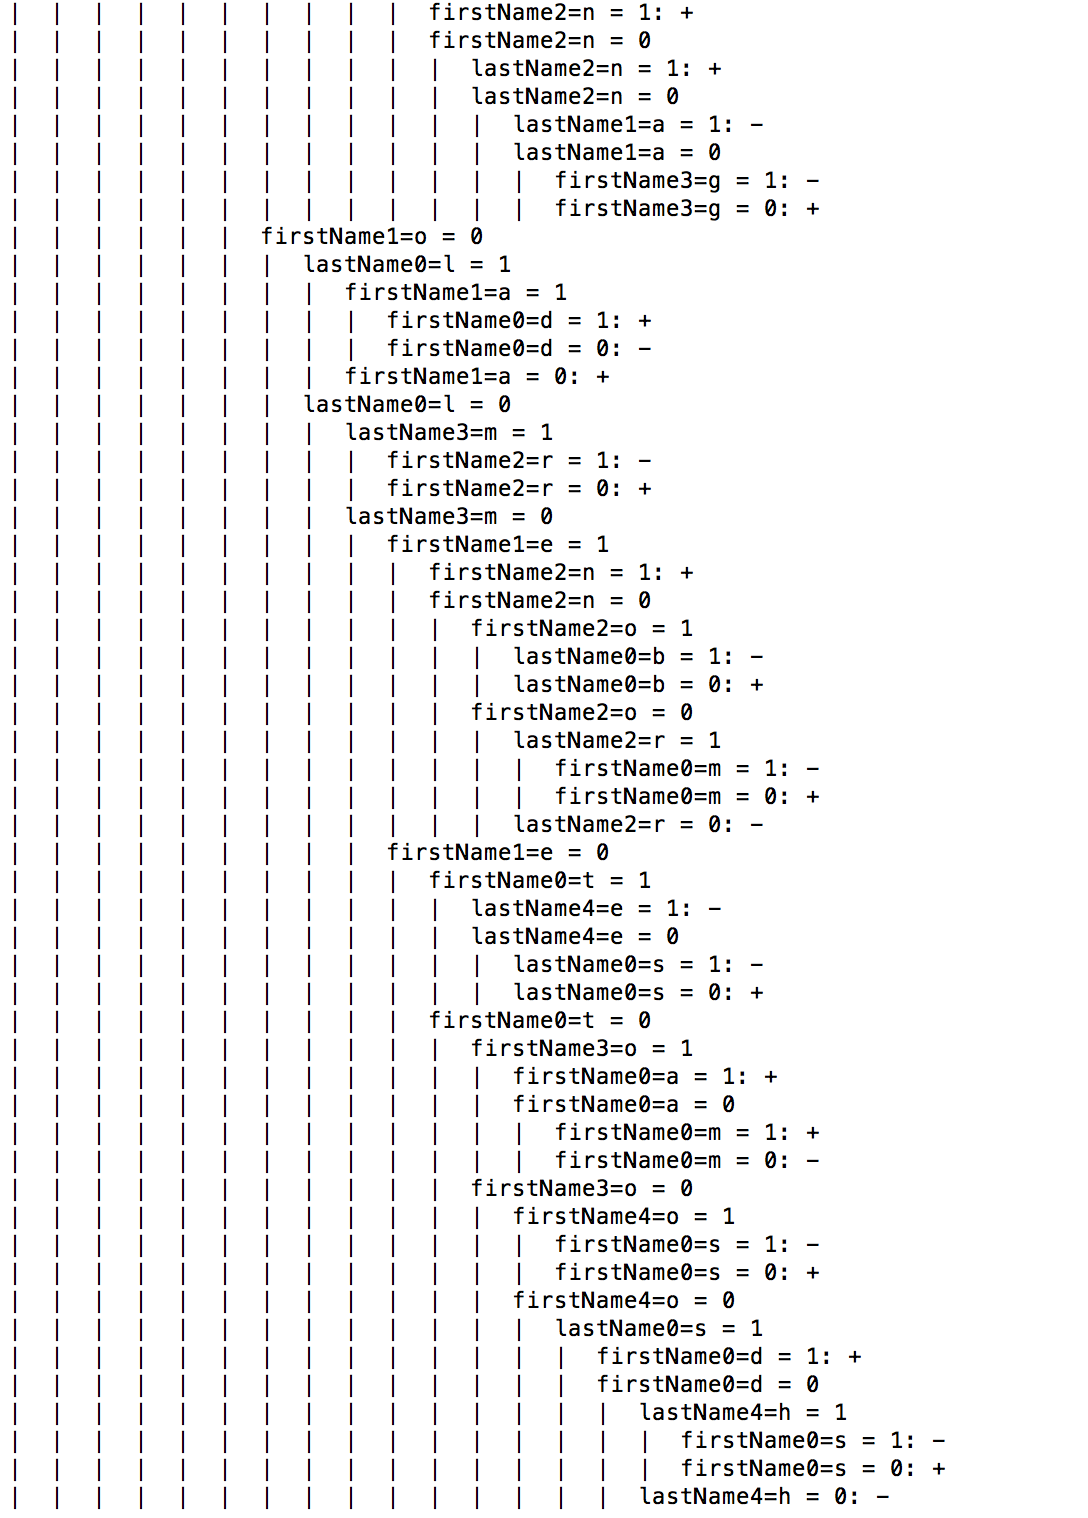 |   |   |   |   |   |   |   |   |   |   firstName2=n = 1: +
|   |   |   |   |   |   |   |   |   |   firstName2=n = 0
|   |   |   |   |   |   |   |   |   |   |   lastName2=n = 1: +
|   |   |   |   |   |   |   |   |   |   |   lastName2=n = 0
|   |   |   |   |   |   |   |   |   |   |   |   lastName1=a = 1: -
|   |   |   |   |   |   |   |   |   |   |   |   lastName1=a = 0
|   |   |   |   |   |   |   |   |   |   |   |   |   firstName3=g = 1: -
|   |   |   |   |   |   |   |   |   |   |   |   |   firstName3=g = 0: +
|   |   |   |   |   |   firstName1=o = 0
|   |   |   |   |   |   |   lastName0=l = 1
|   |   |   |   |   |   |   |   firstName1=a = 1
|   |   |   |   |   |   |   |   |   firstName0=d = 1: +
|   |   |   |   |   |   |   |   |   firstName0=d = 0: -
|   |   |   |   |   |   |   |   firstName1=a = 0: +
|   |   |   |   |   |   |   lastName0=l = 0
|   |   |   |   |   |   |   |   lastName3=m = 1
|   |   |   |   |   |   |   |   |   firstName2=r = 1: -
|   |   |   |   |   |   |   |   |   firstName2=r = 0: +
|   |   |   |   |   |   |   |   lastName3=m = 0
|   |   |   |   |   |   |   |   |   firstName1=e = 1
|   |   |   |   |   |   |   |   |   |   firstName2=n = 1: +
|   |   |   |   |   |   |   |   |   |   firstName2=n = 0
|   |   |   |   |   |   |   |   |   |   |   firstName2=o = 1
|   |   |   |   |   |   |   |   |   |   |   |   lastName0=b = 1: -
|   |   |   |   |   |   |   |   |   |   |   |   lastName0=b = 0: +
|   |   |   |   |   |   |   |   |   |   |   firstName2=o = 0
|   |   |   |   |   |   |   |   |   |   |   |   lastName2=r = 1
|   |   |   |   |   |   |   |   |   |   |   |   |   firstName0=m = 1: -
|   |   |   |   |   |   |   |   |   |   |   |   |   firstName0=m = 0: +
|   |   |   |   |   |   |   |   |   |   |   |   lastName2=r = 0: -
|   |   |   |   |   |   |   |   |   firstName1=e = 0
|   |   |   |   |   |   |   |   |   |   firstName0=t = 1
|   |   |   |   |   |   |   |   |   |   |   lastName4=e = 1: -
|   |   |   |   |   |   |   |   |   |   |   lastName4=e = 0
|   |   |   |   |   |   |   |   |   |   |   |   lastName0=s = 1: -
|   |   |   |   |   |   |   |   |   |   |   |   lastName0=s = 0: +
|   |   |   |   |   |   |   |   |   |   firstName0=t = 0
|   |   |   |   |   |   |   |   |   |   |   firstName3=o = 1
|   |   |   |   |   |   |   |   |   |   |   |   firstName0=a = 1: +
|   |   |   |   |   |   |   |   |   |   |   |   firstName0=a = 0
|   |   |   |   |   |   |   |   |   |   |   |   |   firstName0=m = 1: +
|   |   |   |   |   |   |   |   |   |   |   |   |   firstName0=m = 0: -
|   |   |   |   |   |   |   |   |   |   |   firstName3=o = 0
|   |   |   |   |   |   |   |   |   |   |   |   firstName4=o = 1
|   |   |   |   |   |   |   |   |   |   |   |   |   firstName0=s = 1: -
|   |   |   |   |   |   |   |   |   |   |   |   |   firstName0=s = 0: +
|   |   |   |   |   |   |   |   |   |   |   |   firstName4=o = 0
|   |   |   |   |   |   |   |   |   |   |   |   |   lastName0=s = 1
|   |   |   |   |   |   |   |   |   |   |   |   |   |   firstName0=d = 1: +
|   |   |   |   |   |   |   |   |   |   |   |   |   |   firstName0=d = 0
|   |   |   |   |   |   |   |   |   |   |   |   |   |   |   lastName4=h = 1
|   |   |   |   |   |   |   |   |   |   |   |   |   |   |   |   firstName0=s = 1: -
|   |   |   |   |   |   |   |   |   |   |   |   |   |   |   |   firstName0=s = 0: +
|   |   |   |   |   |   |   |   |   |   |   |   |   |   |   lastName4=h = 0: -